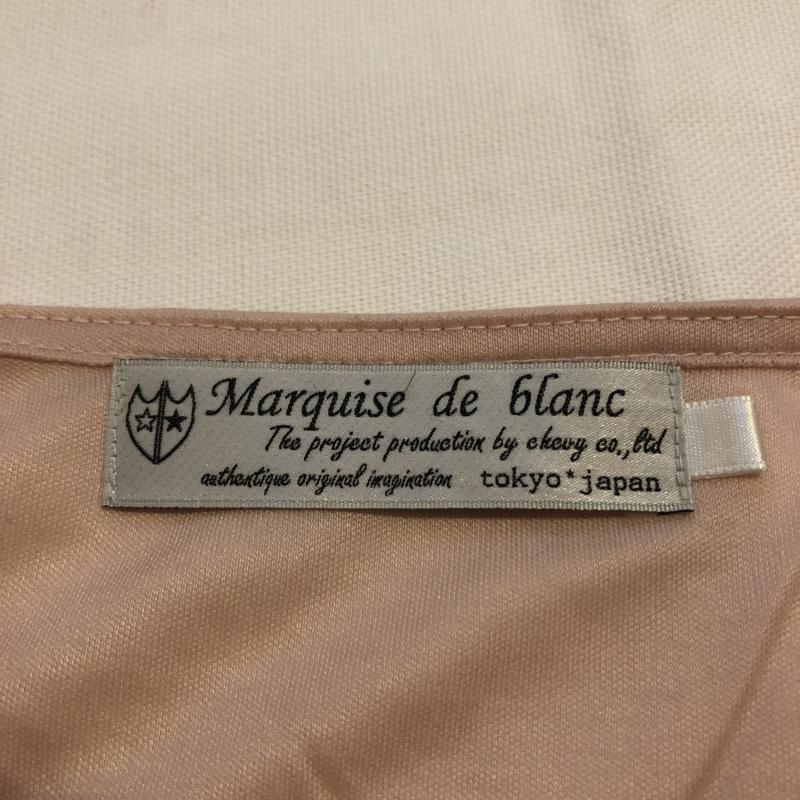 Marquise de blanc
The project production by chevy co.,ltd
authentique original imagination tokyo*japan